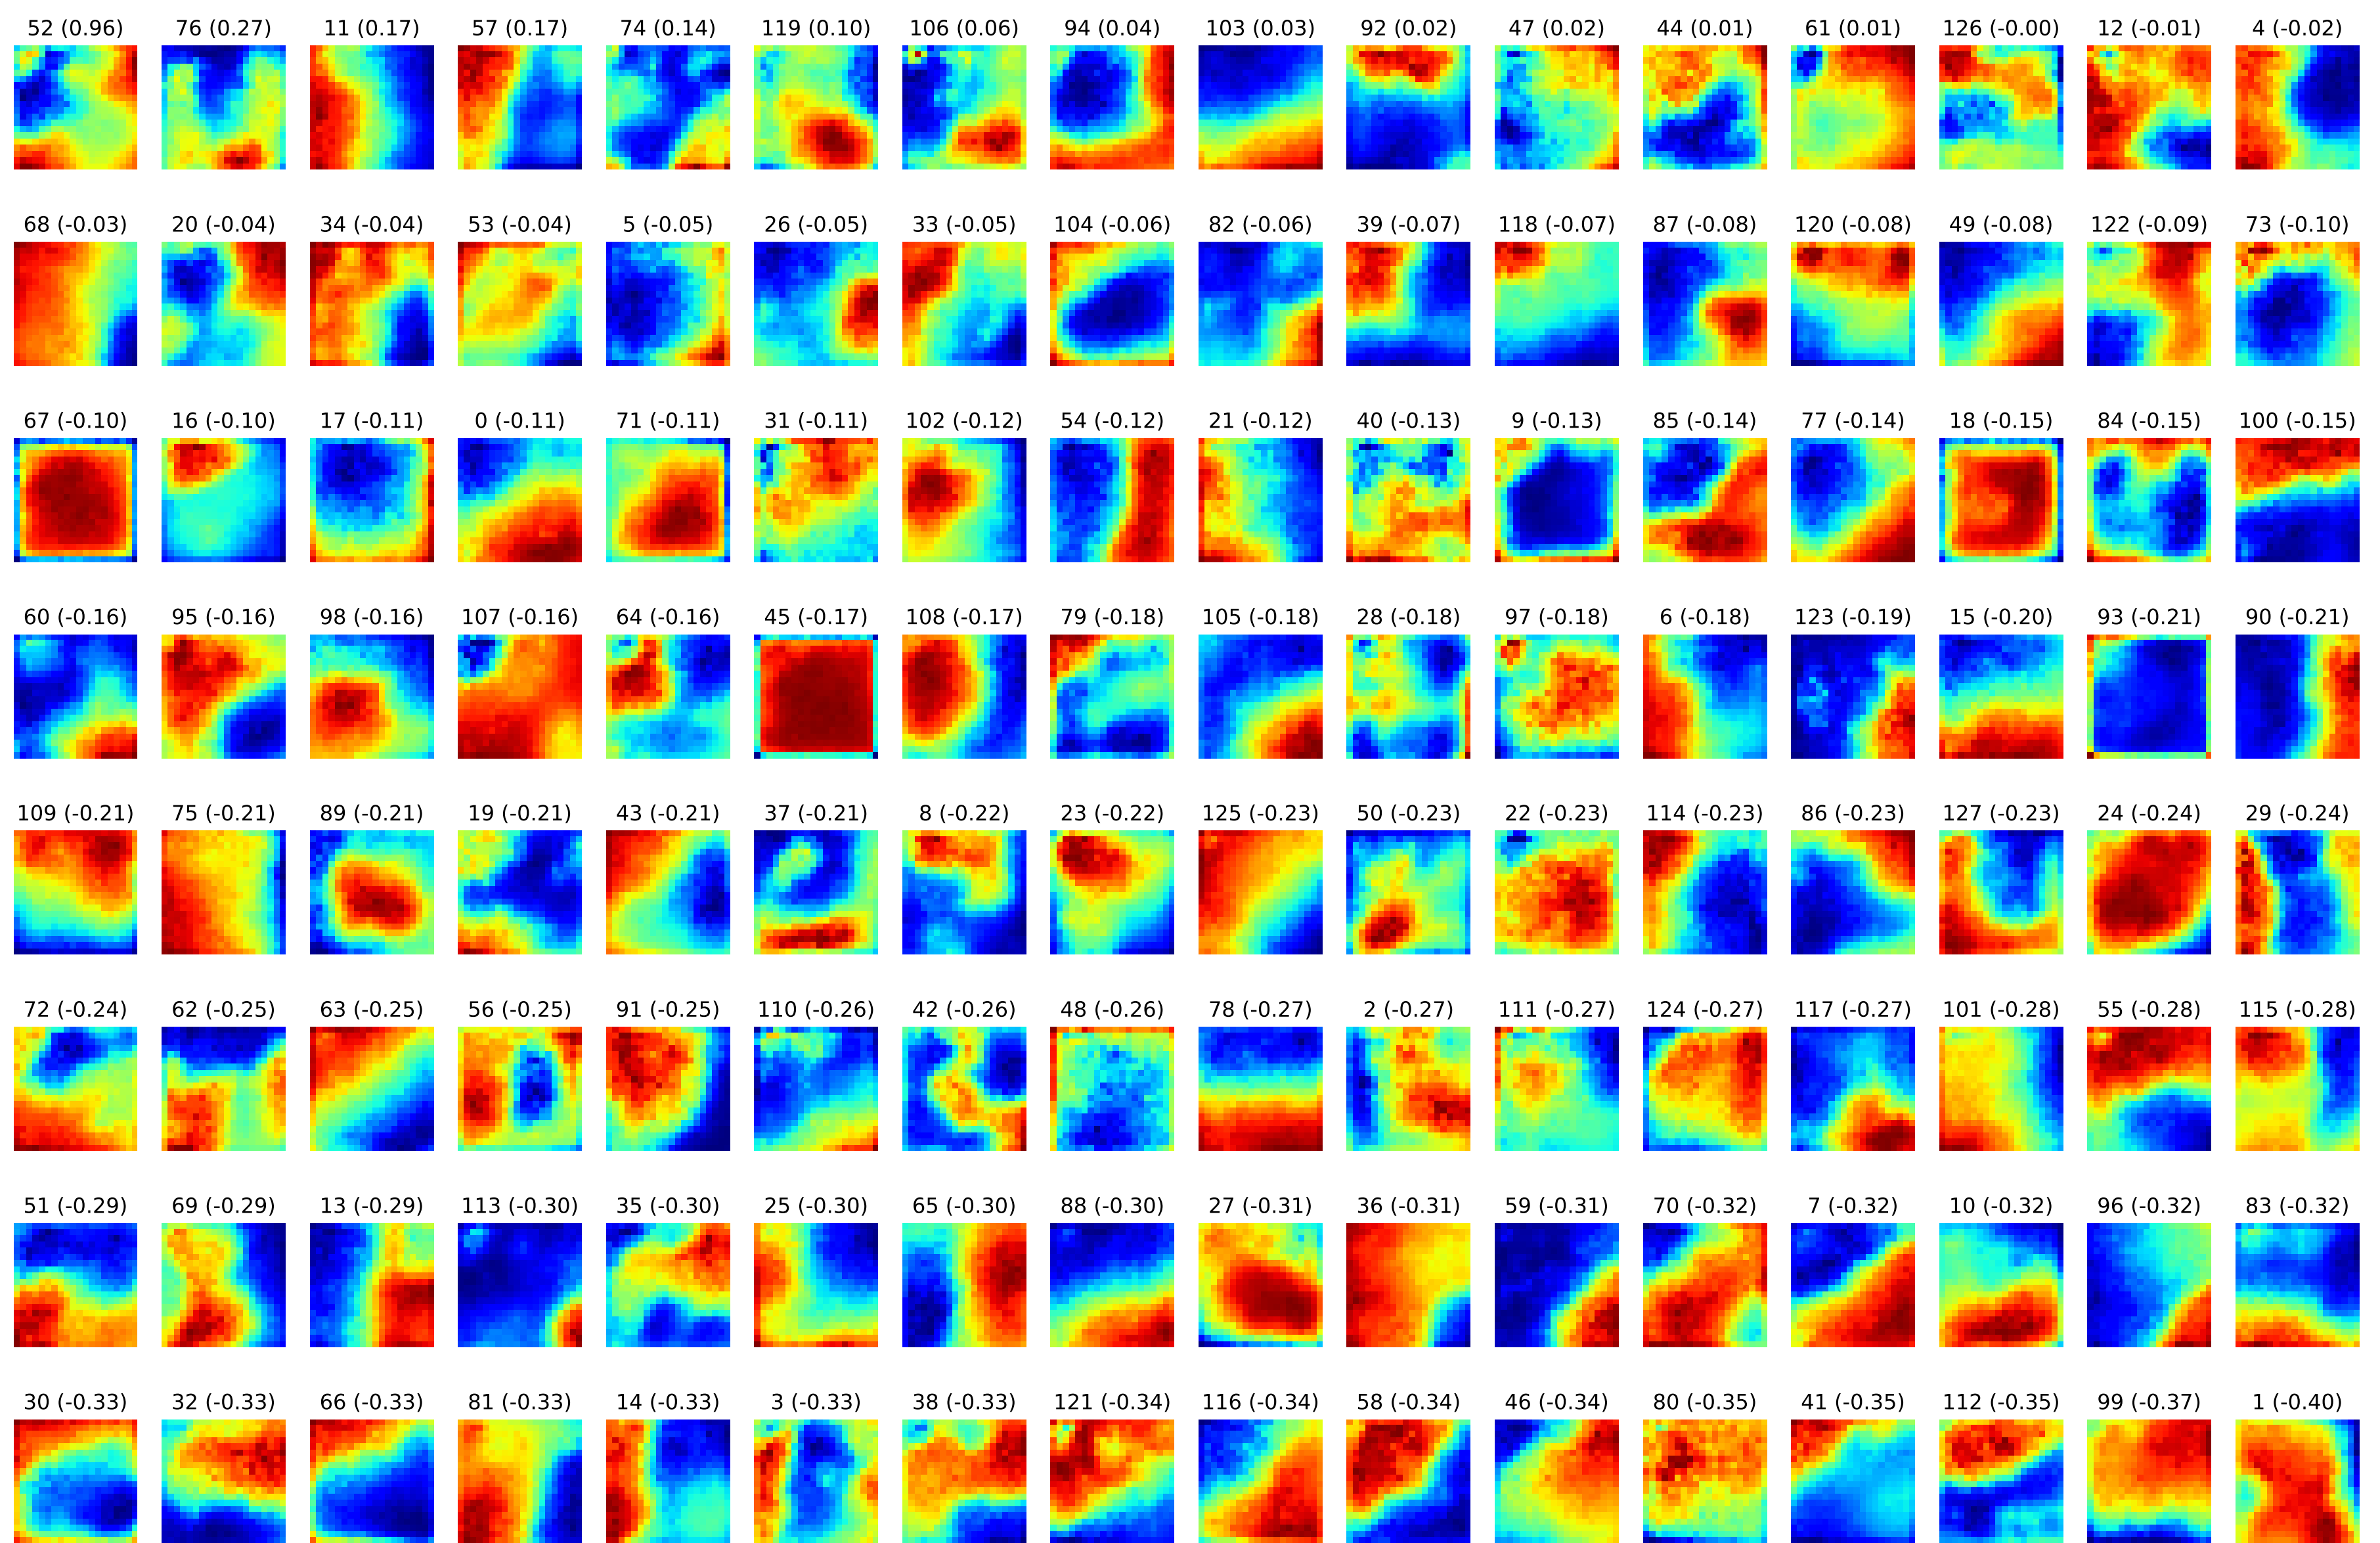 52 (0.96) 76 (0.27) 11 (0.17) 57 (0.17) 74 (0.14) 119 (0.10) 106 (0.06) 94 (0.04) 103 (0.03) 92 (0.02) 47 (0.02) 44 (0.01) 61 (0.01) 126 (-0.00) 12 (-0.01) 4 (-0.02)
68 (-0.03) 20 (-0.04) 34 (-0.04) 53 (-0.04) 5 (-0.05) 26 (-0.05) 33 (-0.05) 104 (-0.06) 82 (-0.06) 39 (-0.07) 118 (-0.07) 87 (-0.08) 120 (-0.08) 49 (-0.08) 122 (-0.09) 73 (-0.10)
67 (-0.10) 16 (-0.10) 17 (-0.11) 0 (-0.11) 71 (-0.11) 31 (-0.11) 102 (-0.12) 54 (-0.12) 21 (-0.12) 40 (-0.13) 9 (-0.13) 85 (-0.14) 77 (-0.14) 18 (-0.15) 84 (-0.15) 100 (-0.15)
60 (-0.16) 95 (-0.16) 98 (-0.16) 107 (-0.16) 64 (-0.16) 45 (-0.17) 108 (-0.17) 79 (-0.18) 105 (-0.18) 28 (-0.18) 97 (-0.18) 6 (-0.18) 123 (-0.19) 15 (-0.20) 93 (-0.21) 90 (-0.21)
109 (-0.21) 75 (-0.21) 89 (-0.21) 19 (-0.21) 43 (-0.21) 37 (-0.21) 8 (-0.22) 23 (-0.22) 125 (-0.23) 50 (-0.23) 22 (-0.23) 114 (-0.23) 86 (-0.23) 127 (-0.23) 24 (-0.24) 29 (-0.24)
72 (-0.24) 62 (-0.25) 63 (-0.25) 56 (-0.25) 91 (-0.25) 110 (-0.26) 42 (-0.26) 48 (-0.26) 78 (-0.27) 2 (-0.27) 111 (-0.27) 124 (-0.27) 117 (-0.27) 101 (-0.28) 55 (-0.28) 115 (-0.28)
51 (-0.29) 69 (-0.29) 13 (-0.29) 113 (-0.30) 35 (-0.30) 25 (-0.30) 65 (-0.30) 88 (-0.30) 27 (-0.31) 36 (-0.31) 59 (-0.31) 70 (-0.32) 7 (-0.32) 10 (-0.32) 96 (-0.32) 83 (-0.32)
30 (-0.33) 32 (-0.33) 66 (-0.33) 81 (-0.33) 14 (-0.33) 3 (-0.33) 38 (-0.33) 121 (-0.34) 116 (-0.34) 58 (-0.34) 46 (-0.34) 80 (-0.35) 41 (-0.35) 112 (-0.35) 99 (-0.37) 1 (-0.40)